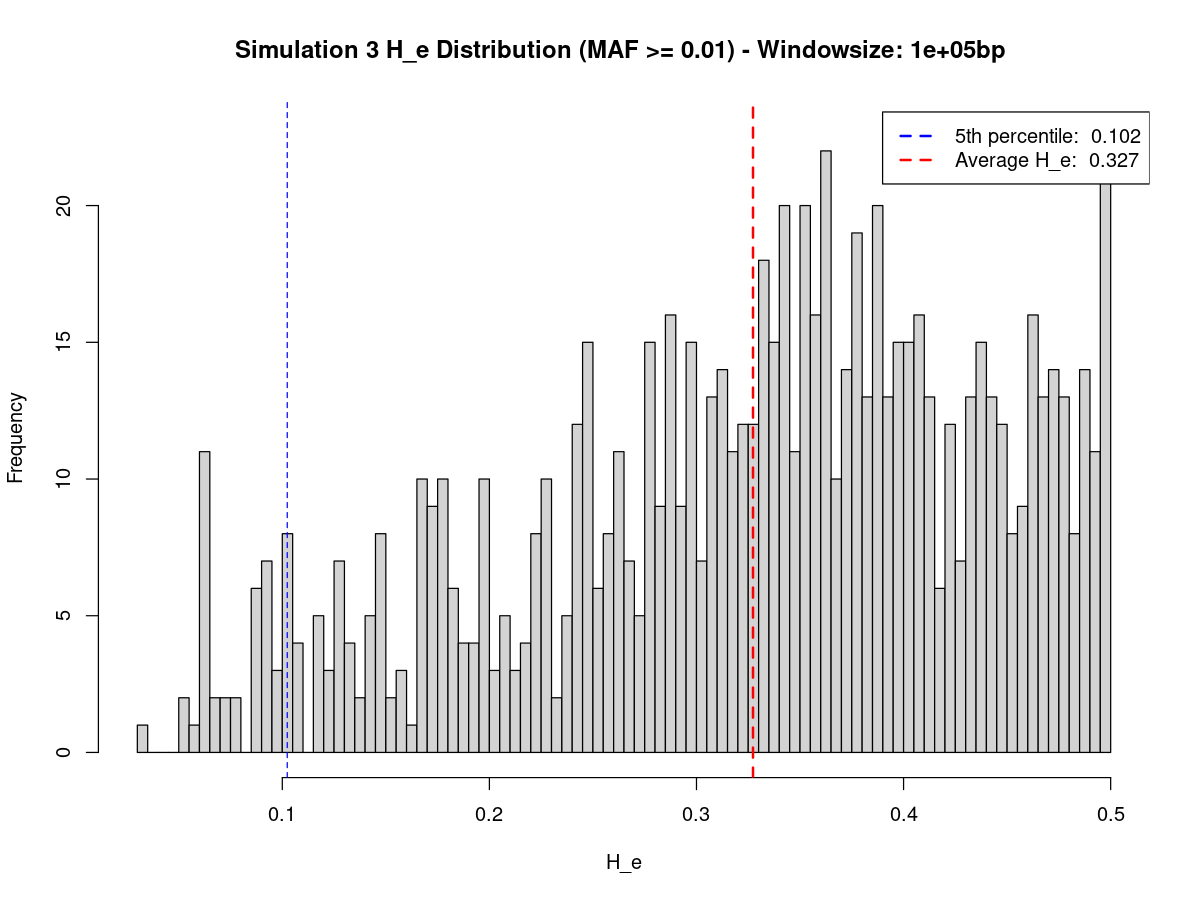 Simulation 3 H_e Distribution (MAF >= 0.01) - Windowsize: 1e+05bp
5th percentile:  0.102
Average H_e:  0.327
Frequency
20
15
10
5
0
0.1 0.2 0.3 0.4 0.5
H_e